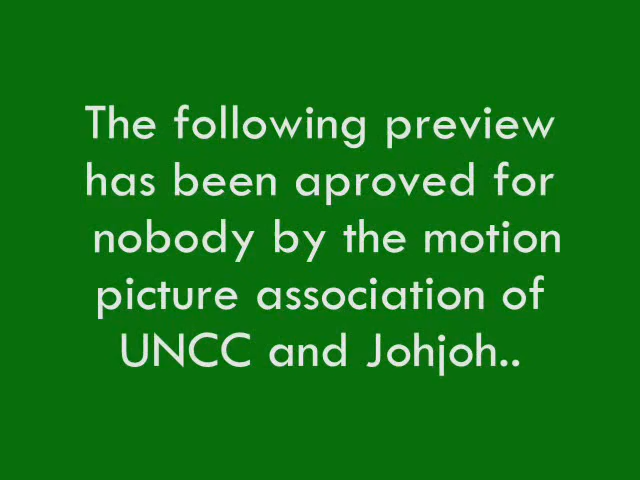 The following preview
has been aproved for
nobody by the motion
picture association of
UNCC and Johjoh..